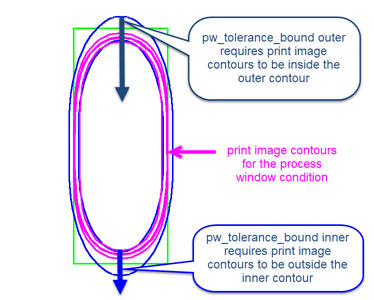 pw_tolerance_bound outer
requires print image
contours to be inside the
outer contour
print image contours
for the process
window condition
pw_tolerance_bound inner
requires print image
contours to be outside the
inner contour